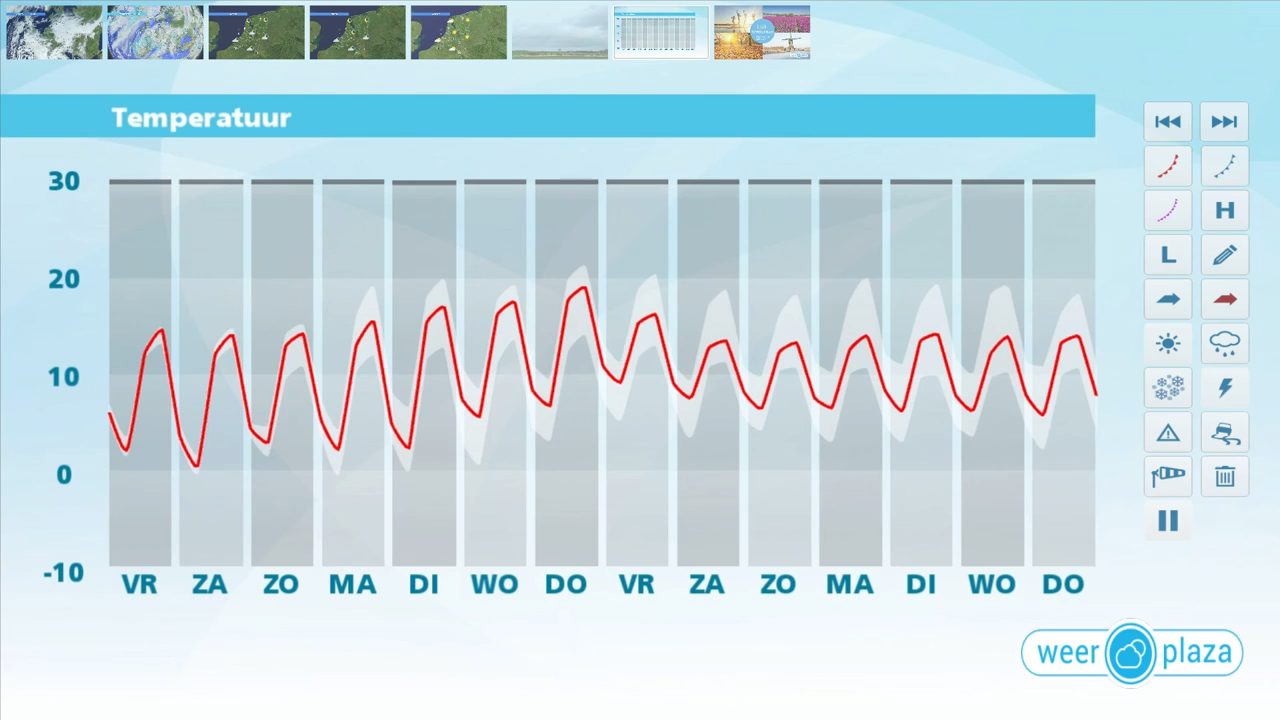 Temperatuur
30
20
10
0
-10
VR ZA ZO MA DI WO DO VR ZA ZO MA DI WO DO
H
L
weer plaza